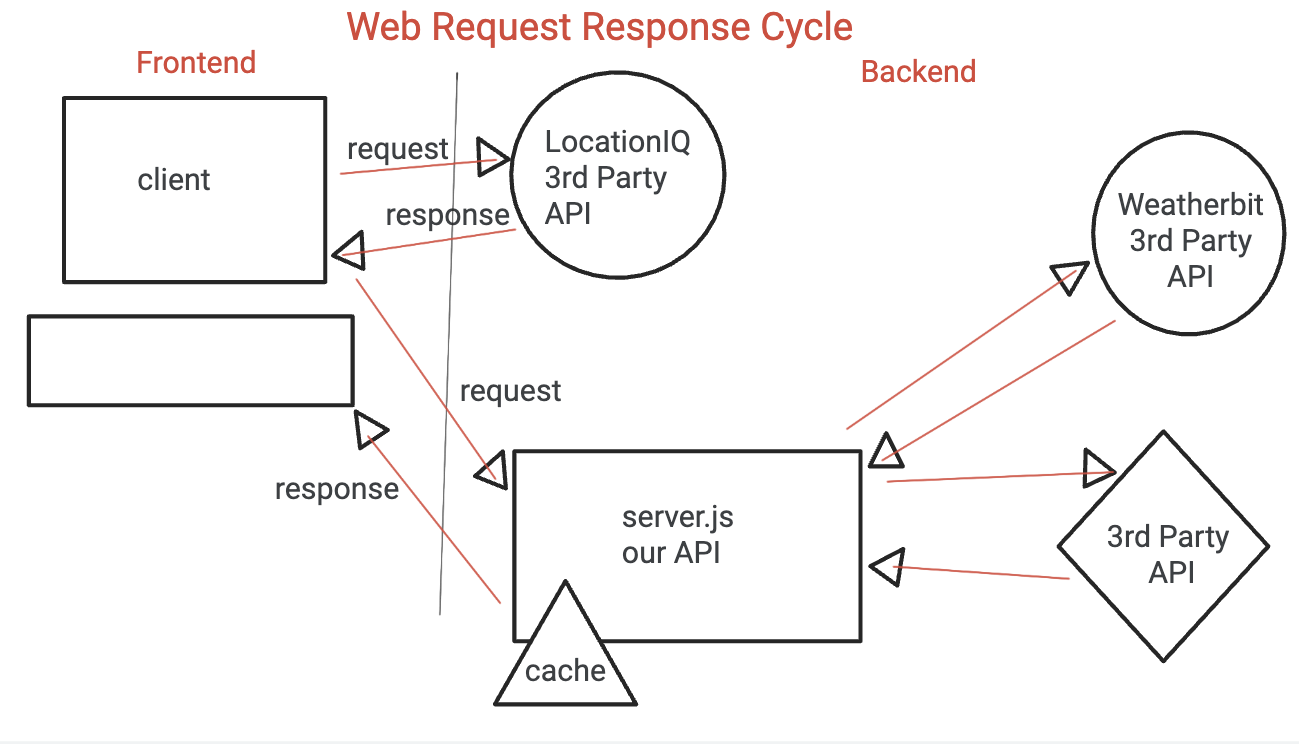 Web Request Response Cycle
Frontend
Backend
client
request
response
LocationIQ
3rd Party
API
Weatherbit
3rd Party
API
request
response
server.js
our API
cache
3rd Party
API